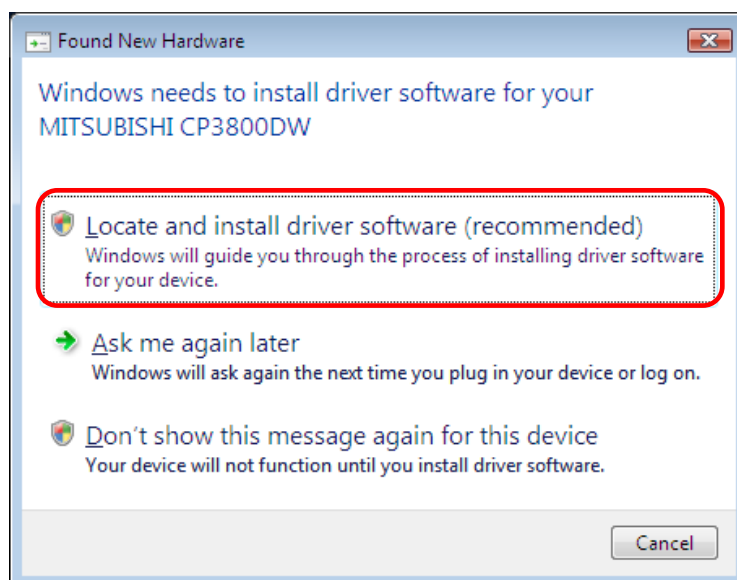 Found New Hardware
Windows needs to install driver software for your
MITSUBISHI CP3800DW
Locate and install driver software (recommended)
Windows will guide you through the process of installing driver software
for your device.
Ask me again later
Windows will ask again the next time you plug in your device or log on.
Don't show this message again for this device
Your device will not function until you install driver software.
Cancel